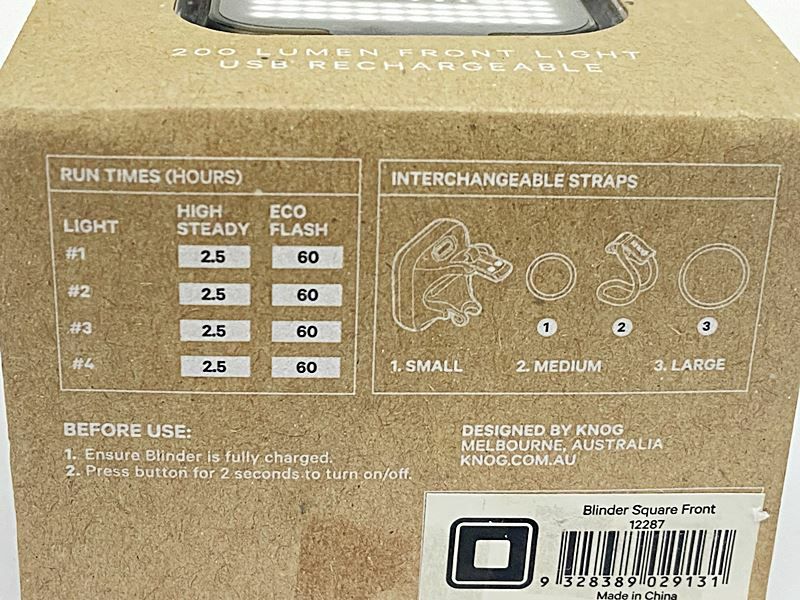 200 LUMEN FRONT LIGHT
USB RECHARGEABLE
RUN TIMES (HOURS)
LIGHT HIGH STEADY ECO FLASH
#1 2.5 60
#2 2.5 60
#3 2.5 60
#4 2.5 60
INTERCHANGEABLE STRAPS
knog
1 2 3
1. SMALL 2. MEDIUM 3. LARGE
BEFORE USE:
1. Ensure Blinder is fully charged.
2. Press button for 2 seconds to turn on/off.
DESIGNED BY KNOG
MELBOURNE, AUSTRALIA
KNOG.COM.AU
Blinder Square Front
12287
9 328389 029131
Made in China